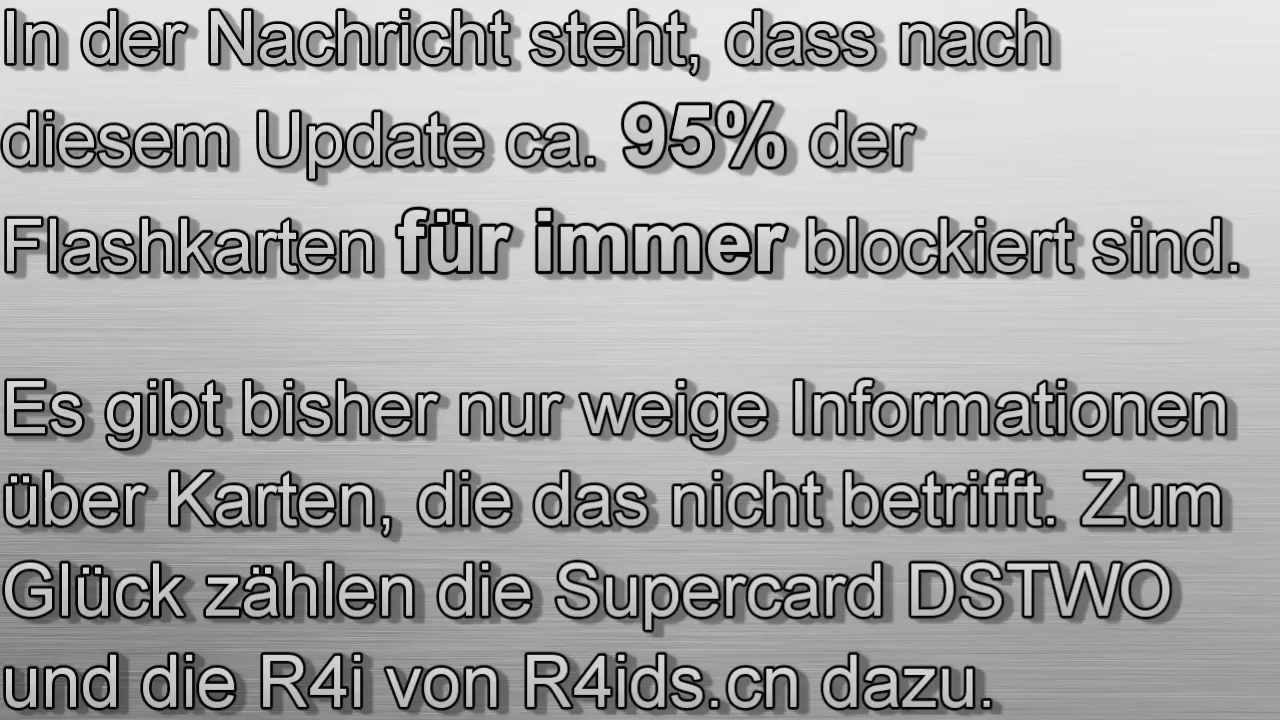 In der Nachricht steht, dass nach
diesem Update ca. 95% der
Flashkarten für immer blockiert sind.
Es gibt bisher nur weige Informationen
über Karten, die das nicht betrifft. Zum
Glück zählen die Supercard DSTWO
und die R4i von R4ids.cn dazu.